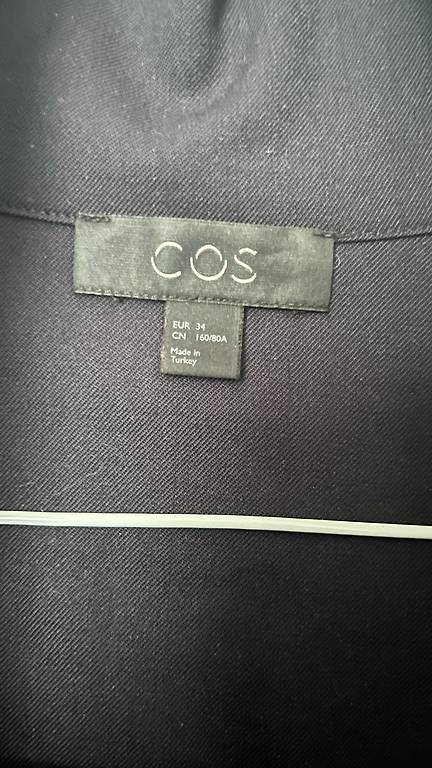 COS
EUR 34
CN 160/80A
Made in
Turkey